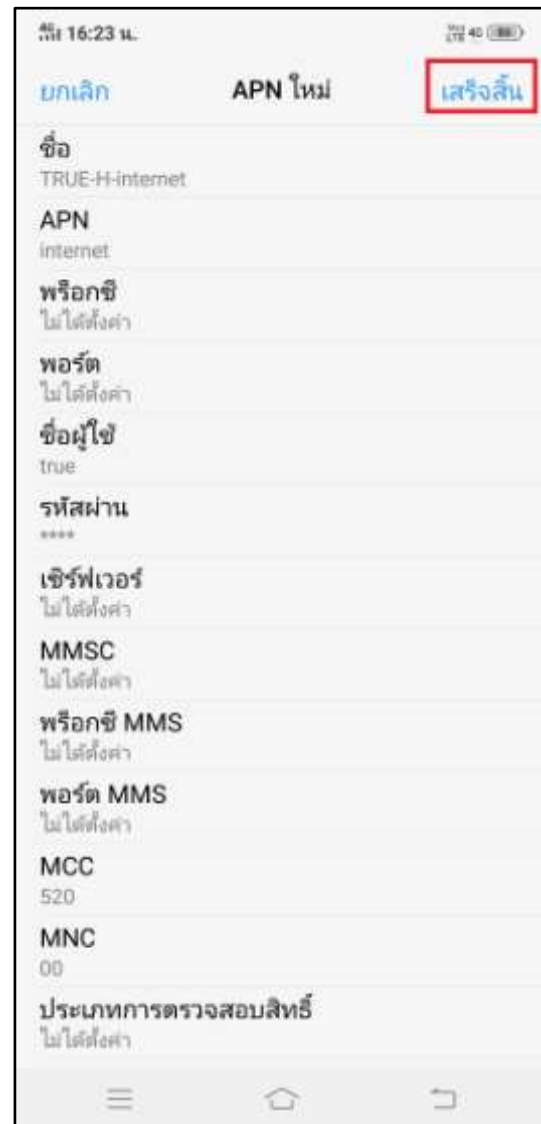 16:23 น.
ยกเลิก APN ใหม่ เสร็จสิ้น
ชื่อ
TRUE-H-internet
APN
internet
พร็อกซี
ไม่ได้ตั้งค่า
พอร์ต
ไม่ได้ตั้งค่า
ชื่อผู้ใช้
true
รหัสผ่าน
****
เซิร์ฟเวอร์
ไม่ได้ตั้งค่า
MMSC
ไม่ได้ตั้งค่า
พร็อกซี MMS
ไม่ได้ตั้งค่า
พอร์ต MMS
ไม่ได้ตั้งค่า
MCC
520
MNC
00
ประเภทการตรวจสอบสิทธิ์
ไม่ได้ตั้งค่า